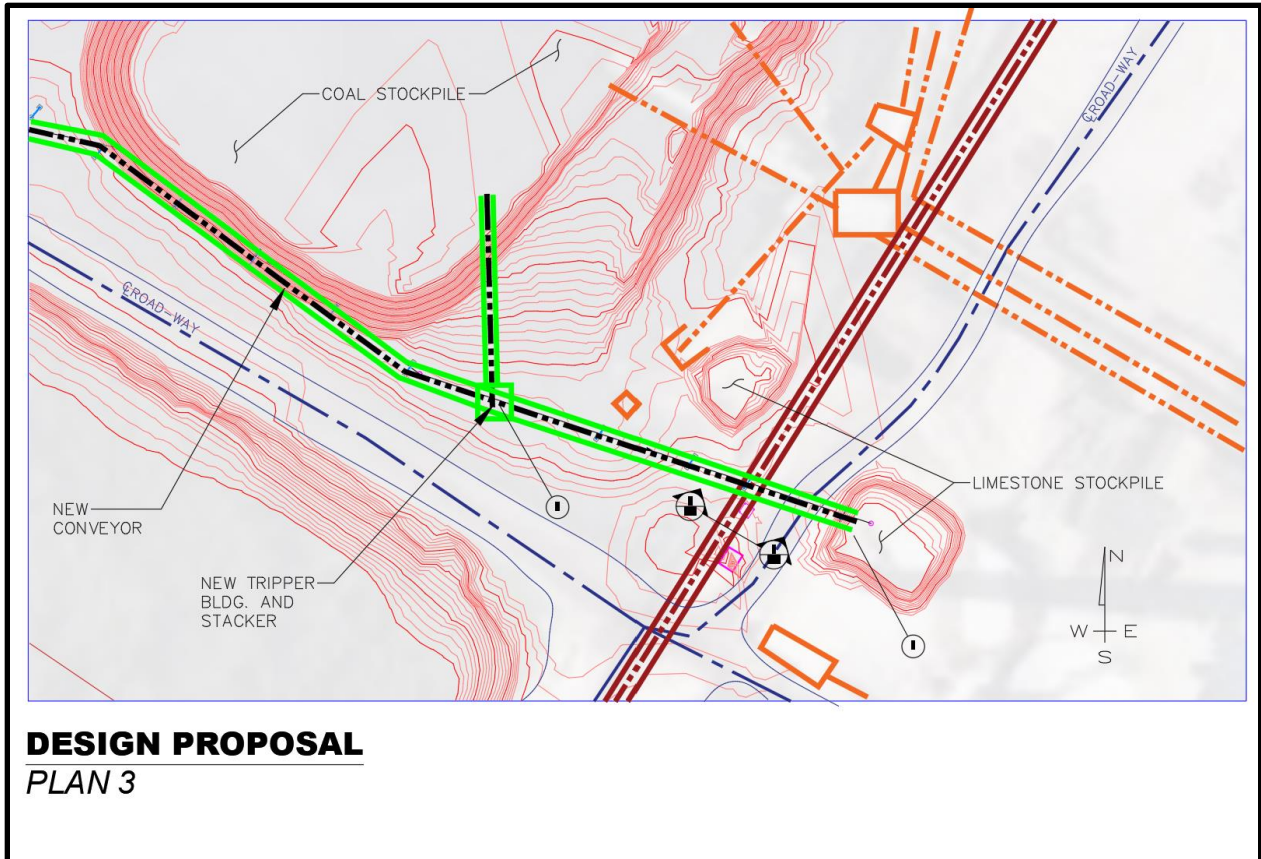 COAL STOCKPILE
℄ROAD-WAY
℄ROAD-WAY
NEW
CONVEYOR
LIMESTONE STOCKPILE
NEW TRIPPER
BLDG. AND
STACKER
N
W E
S
DESIGN PROPOSAL
PLAN 3